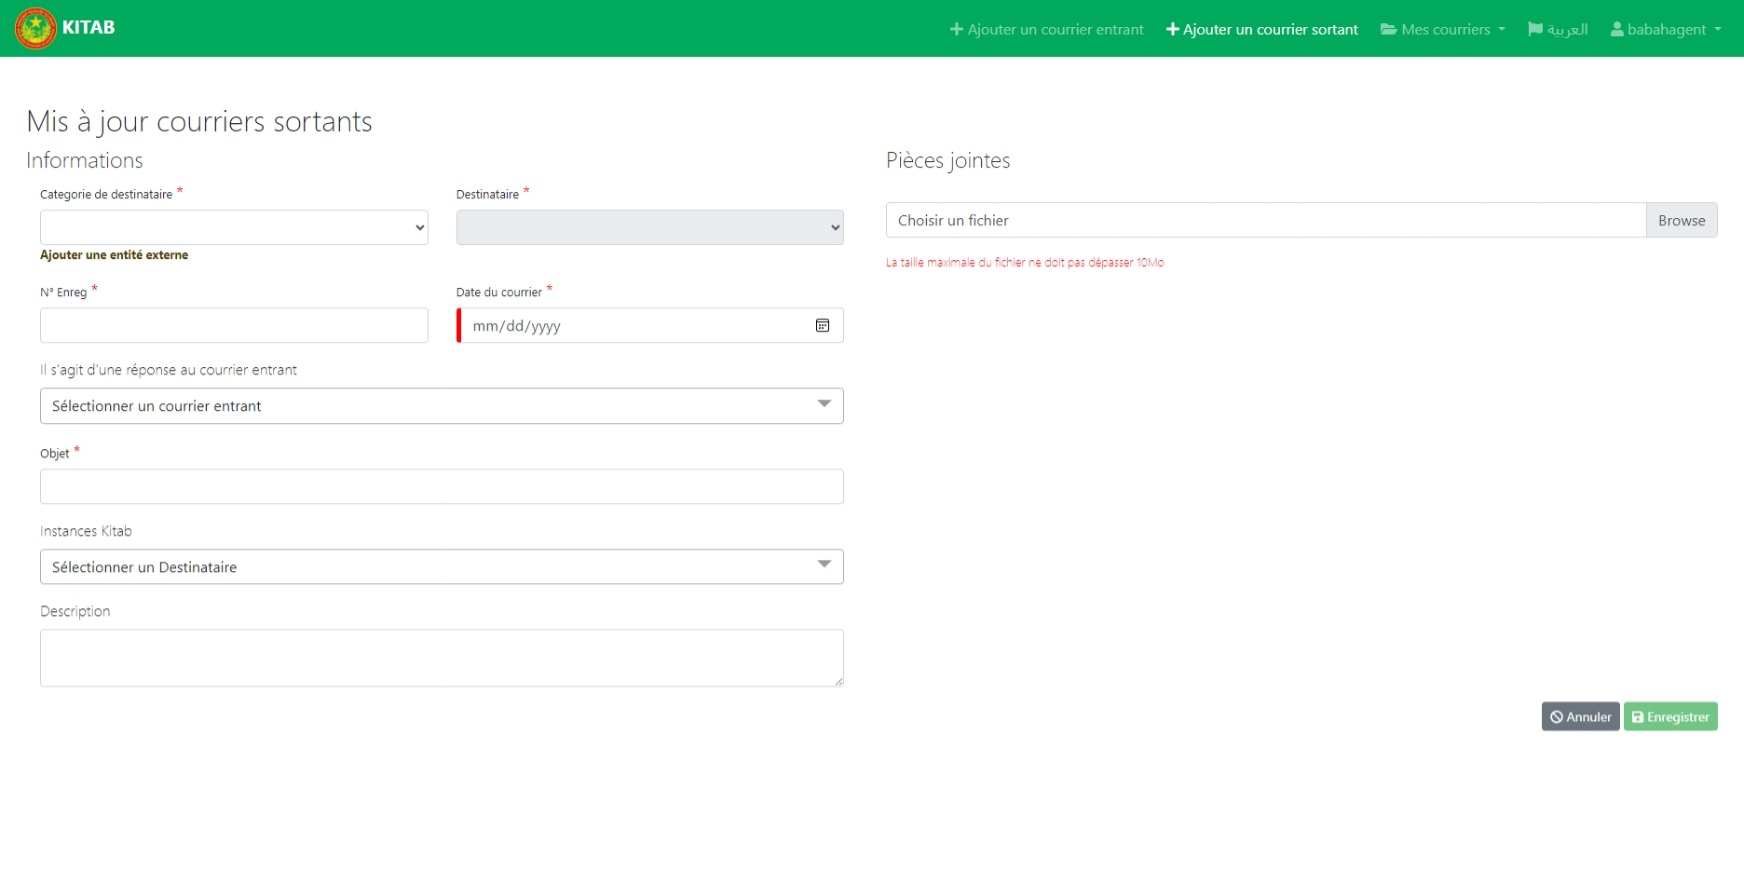 KITAB
Ajouter un courrier entrant
Ajouter un courrier sortant
Mes courriers
العربية
babahagent
Mis à jour courriers sortants
Informations
Pièces jointes
Categorie de destinataire *
Destinataire *
Choisir un fichier
Browse
Ajouter une entité externe
La taille maximale du fichier ne doit pas dépasser 10Mo
N° Enreg *
Date du courrier *
mm/dd/yyyy
Il s'agit d'une réponse au courrier entrant
Sélectionner un courrier entrant
Objet *
Instances Kitab
Sélectionner un Destinataire
Description
Annuler
Enregistrer